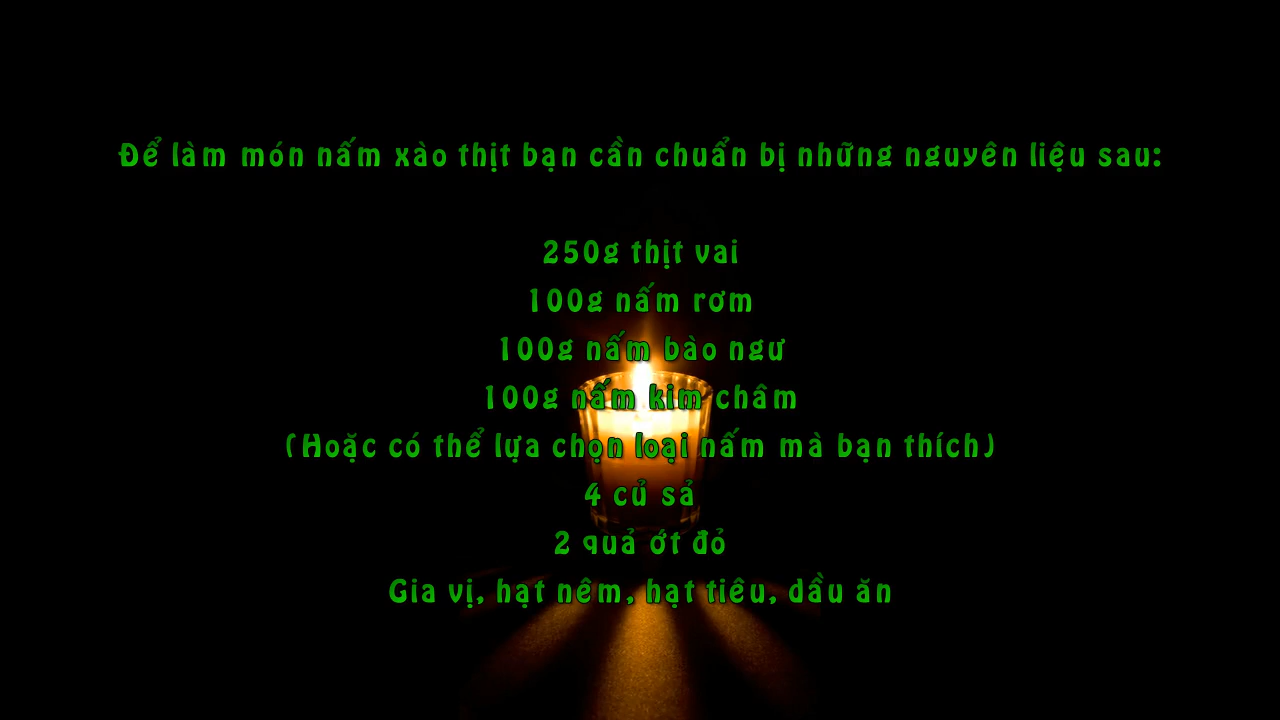 Để làm món nấm xào thịt bạn cần chuẩn bị những nguyên liệu sau:
250g thịt vai
100g nấm rơm
100g nấm bào ngư
100g nấm kim châm
(Hoặc có thể lựa chọn loại nấm mà bạn thích)
4 củ sả
2 quả ớt đỏ
Gia vị, hạt nêm, hạt tiêu, dầu ăn